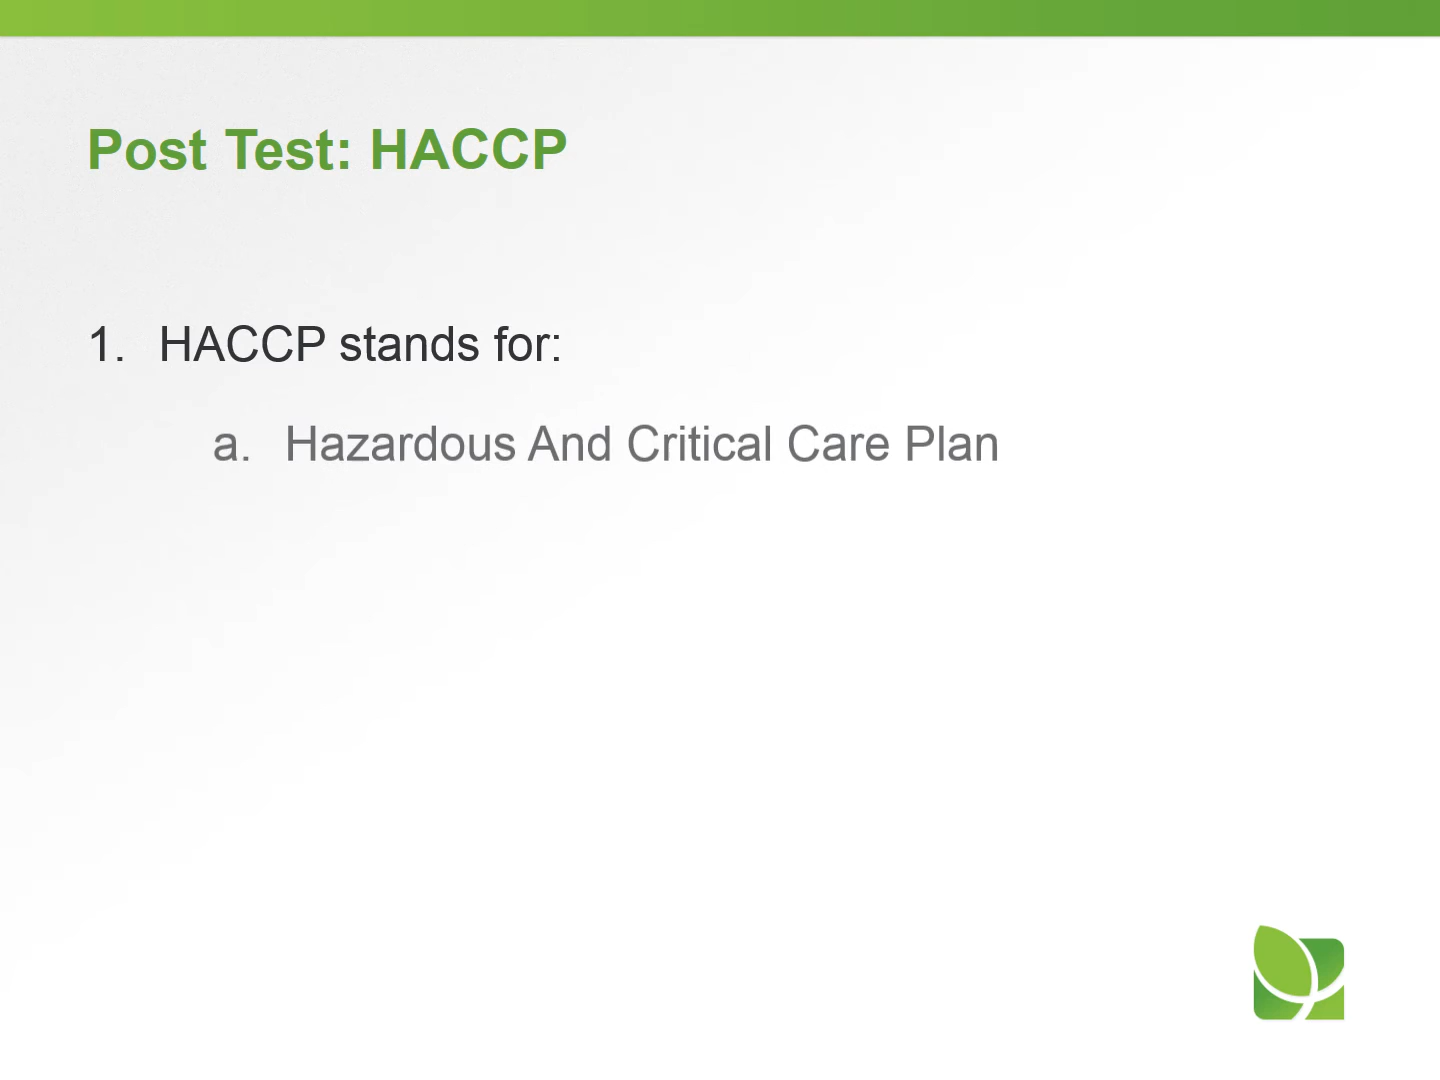 Post Test: HACCP
1. HACCP stands for:
a. Hazardous And Critical Care Plan